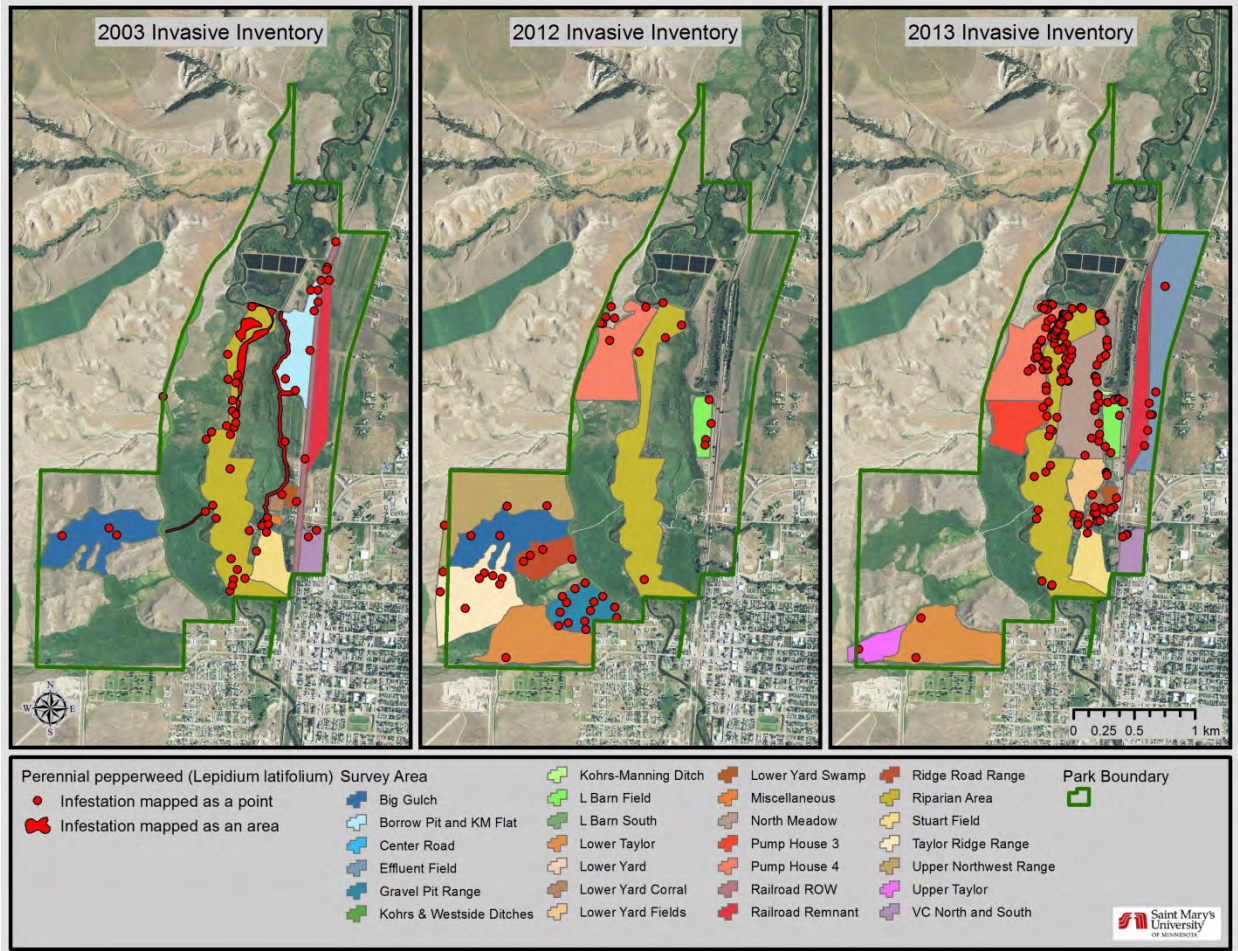 2003 Invasive Inventory
2012 Invasive Inventory
2013 Invasive Inventory
N
W E
S
0 0.25 0.5 1 km
Perennial pepperweed (Lepidium latifolium)
Infestation mapped as a point
Infestation mapped as an area
Survey Area
Big Gulch
Borrow Pit and KM Flat
Center Road
Effluent Field
Gravel Pit Range
Kohrs & Westside Ditches
Kohrs-Manning Ditch
L Barn Field
L Barn South
Lower Taylor
Lower Yard
Lower Yard Corral
Lower Yard Fields
Lower Yard Swamp
Miscellaneous
North Meadow
Pump House 3
Pump House 4
Railroad ROW
Railroad Remnant
Ridge Road Range
Riparian Area
Stuart Field
Taylor Ridge Range
Upper Northwest Range
Upper Taylor
VC North and South
Park Boundary
Saint Mary's
University
OF MINNESOTA